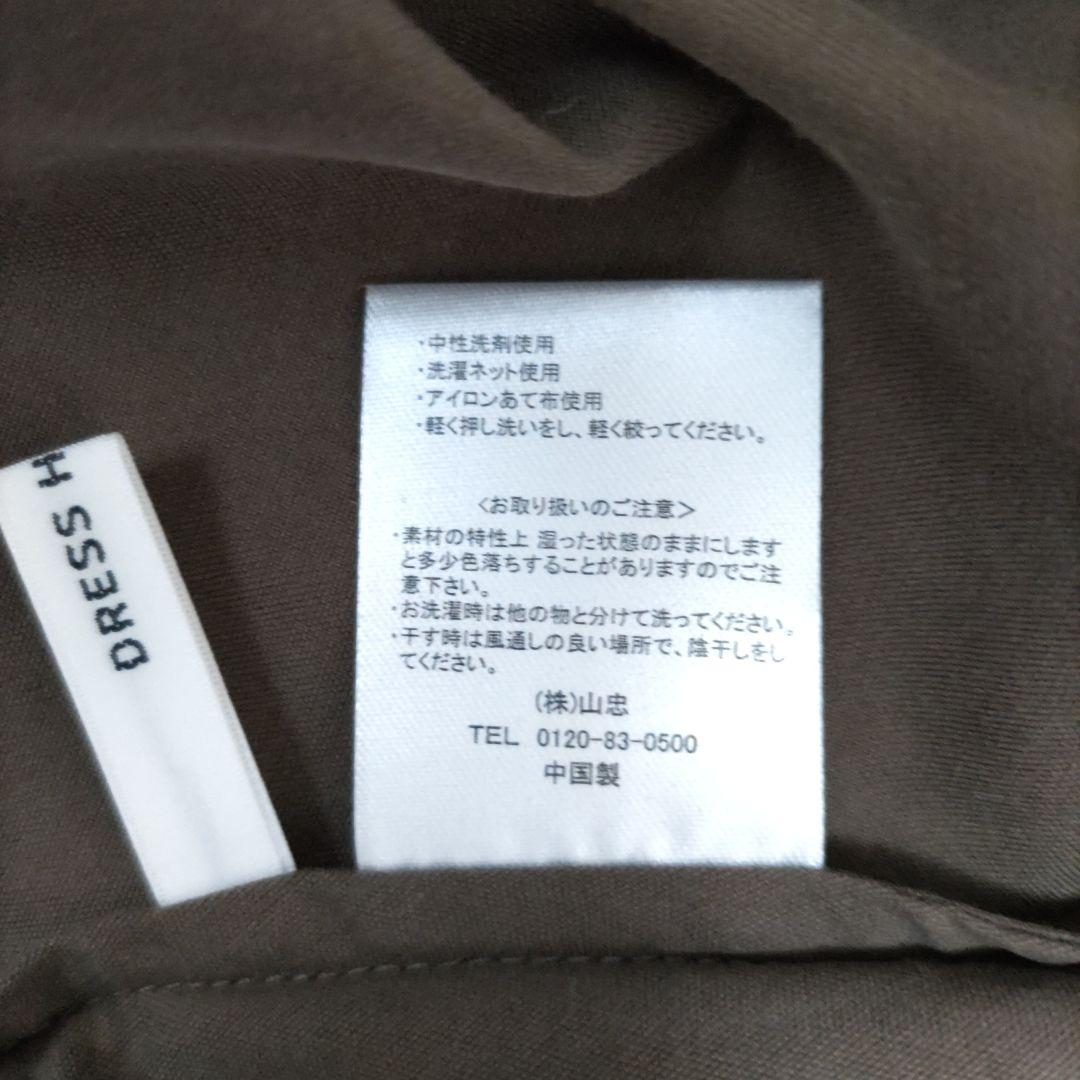 ・中性洗剤使用
・洗濯ネット使用
・アイロンあて布使用
・軽く押し洗いをし、軽く絞ってください。
<お取り扱いのご注意>
・素材の特性上 湿った状態のままにします
と多少色落ちすることがありますのでご注
意下さい。
・お洗濯時は他の物と分けて洗ってください。
・干す時は風通しの良い場所で、陰干しをし
てください。
(株)山忠
TEL 0120-83-0500
中国製
DRESS H